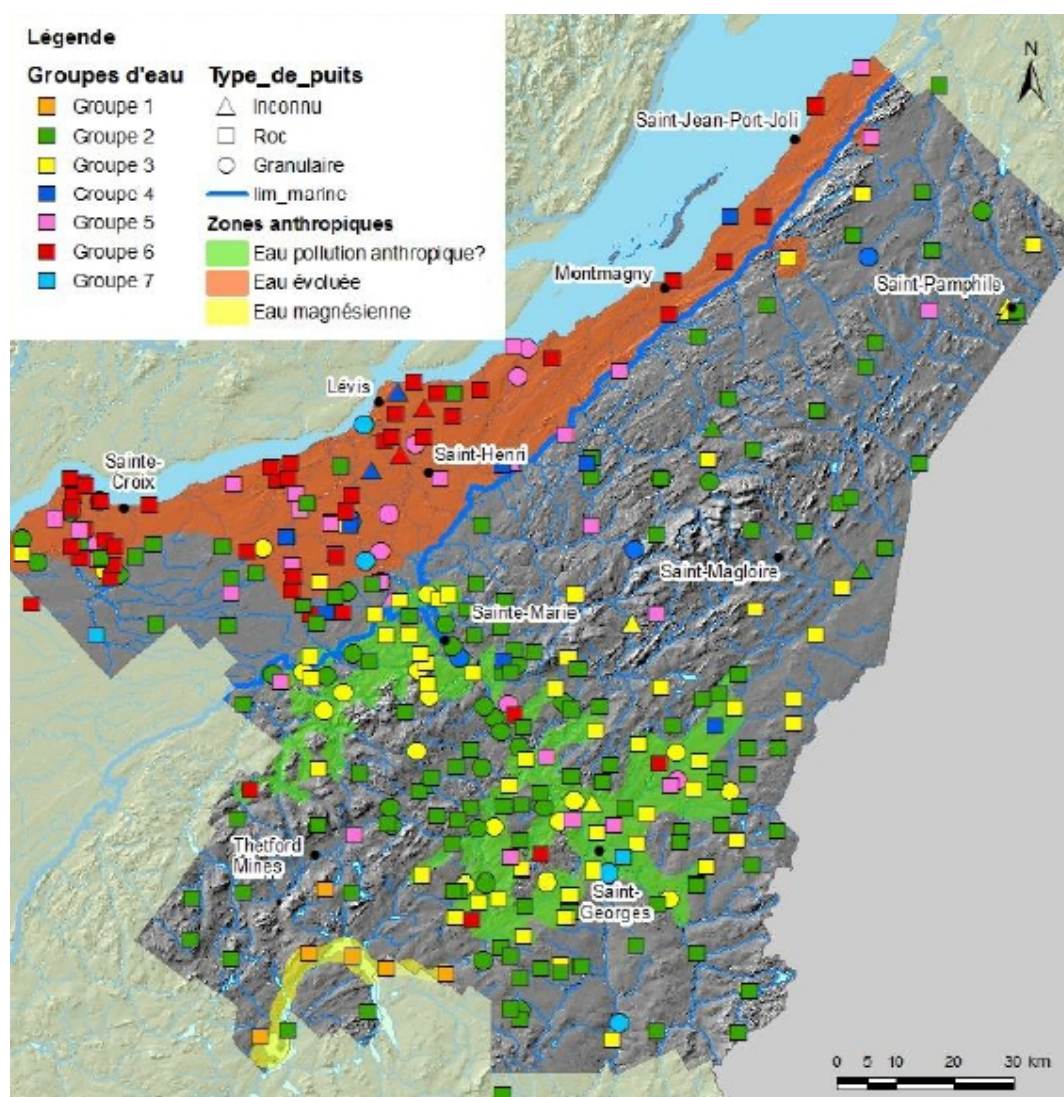 Légende
Groupes d'eau
Groupe 1
Groupe 2
Groupe 3
Groupe 4
Groupe 5
Groupe 6
Groupe 7
Type_de_puits
Inconnu
Roc
Granulaire
lim_marine
Zones anthropiques
Eau pollution anthropique?
Eau évoluée
Eau magnésienne
N
Saint-Jean-Port-Joli
Montmagny
Saint-Pamphile
Lévis
Saint-Henri
Sainte-
Croix
Saint-Magloire
Sainte-Marie
Thetford
Mines
Saint-
Georges
0 5 10 20 30 km